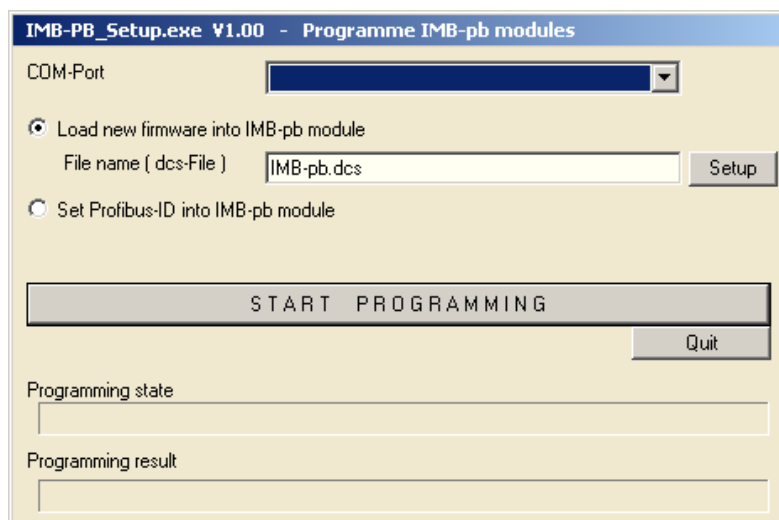 IMB-PB_Setup.exe V1.00 - Programme IMB-pb modules
COM-Port
Load new firmware into IMB-pb module
File name ( dcs-File )
IMB-pb.dcs
Setup
Set Profibus-ID into IMB-pb module
START PROGRAMMING
Quit
Programming state
Programming result